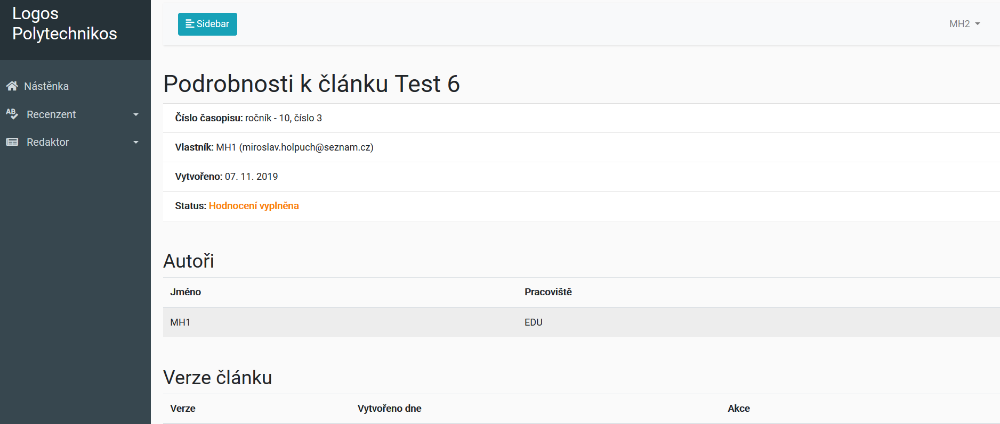 Logos
Polytechnikos
Sidebar
MH2
Nástěnka
AB Recenzent
Redaktor
Podrobnosti k článku Test 6
Číslo časopisu: ročník - 10, číslo 3
Vlastník: MH1 (miroslav.holpuch@seznam.cz)
Vytvořeno: 07. 11. 2019
Status: Hodnocení vyplněna
Autoři
Jméno Pracoviště
MH1 EDU
Verze článku
Verze Vytvořeno dne Akce